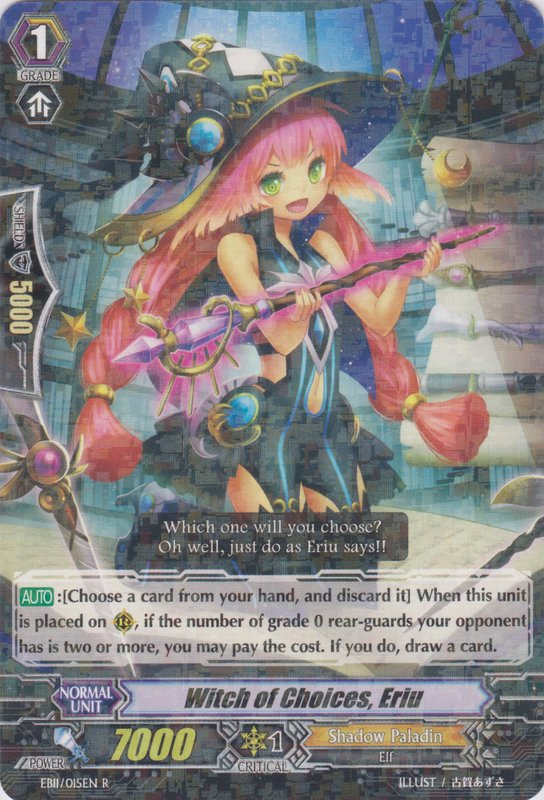 1
GRADE
SHIELD
5000
Which one will you choose?
Oh well, just do as Eriu says!!
AUTO:[Choose a card from your hand, and discard it] When this unit
is placed on R, if the number of grade 0 rear-guards your opponent
has is two or more, you may pay the cost. If you do, draw a card.
NORMAL
UNIT
Witch of Choices, Eriu
POWER
7000
1
CRITICAL
Shadow Paladin
Elf
EB11/015EN R
ILLUST / 古賀あずさ